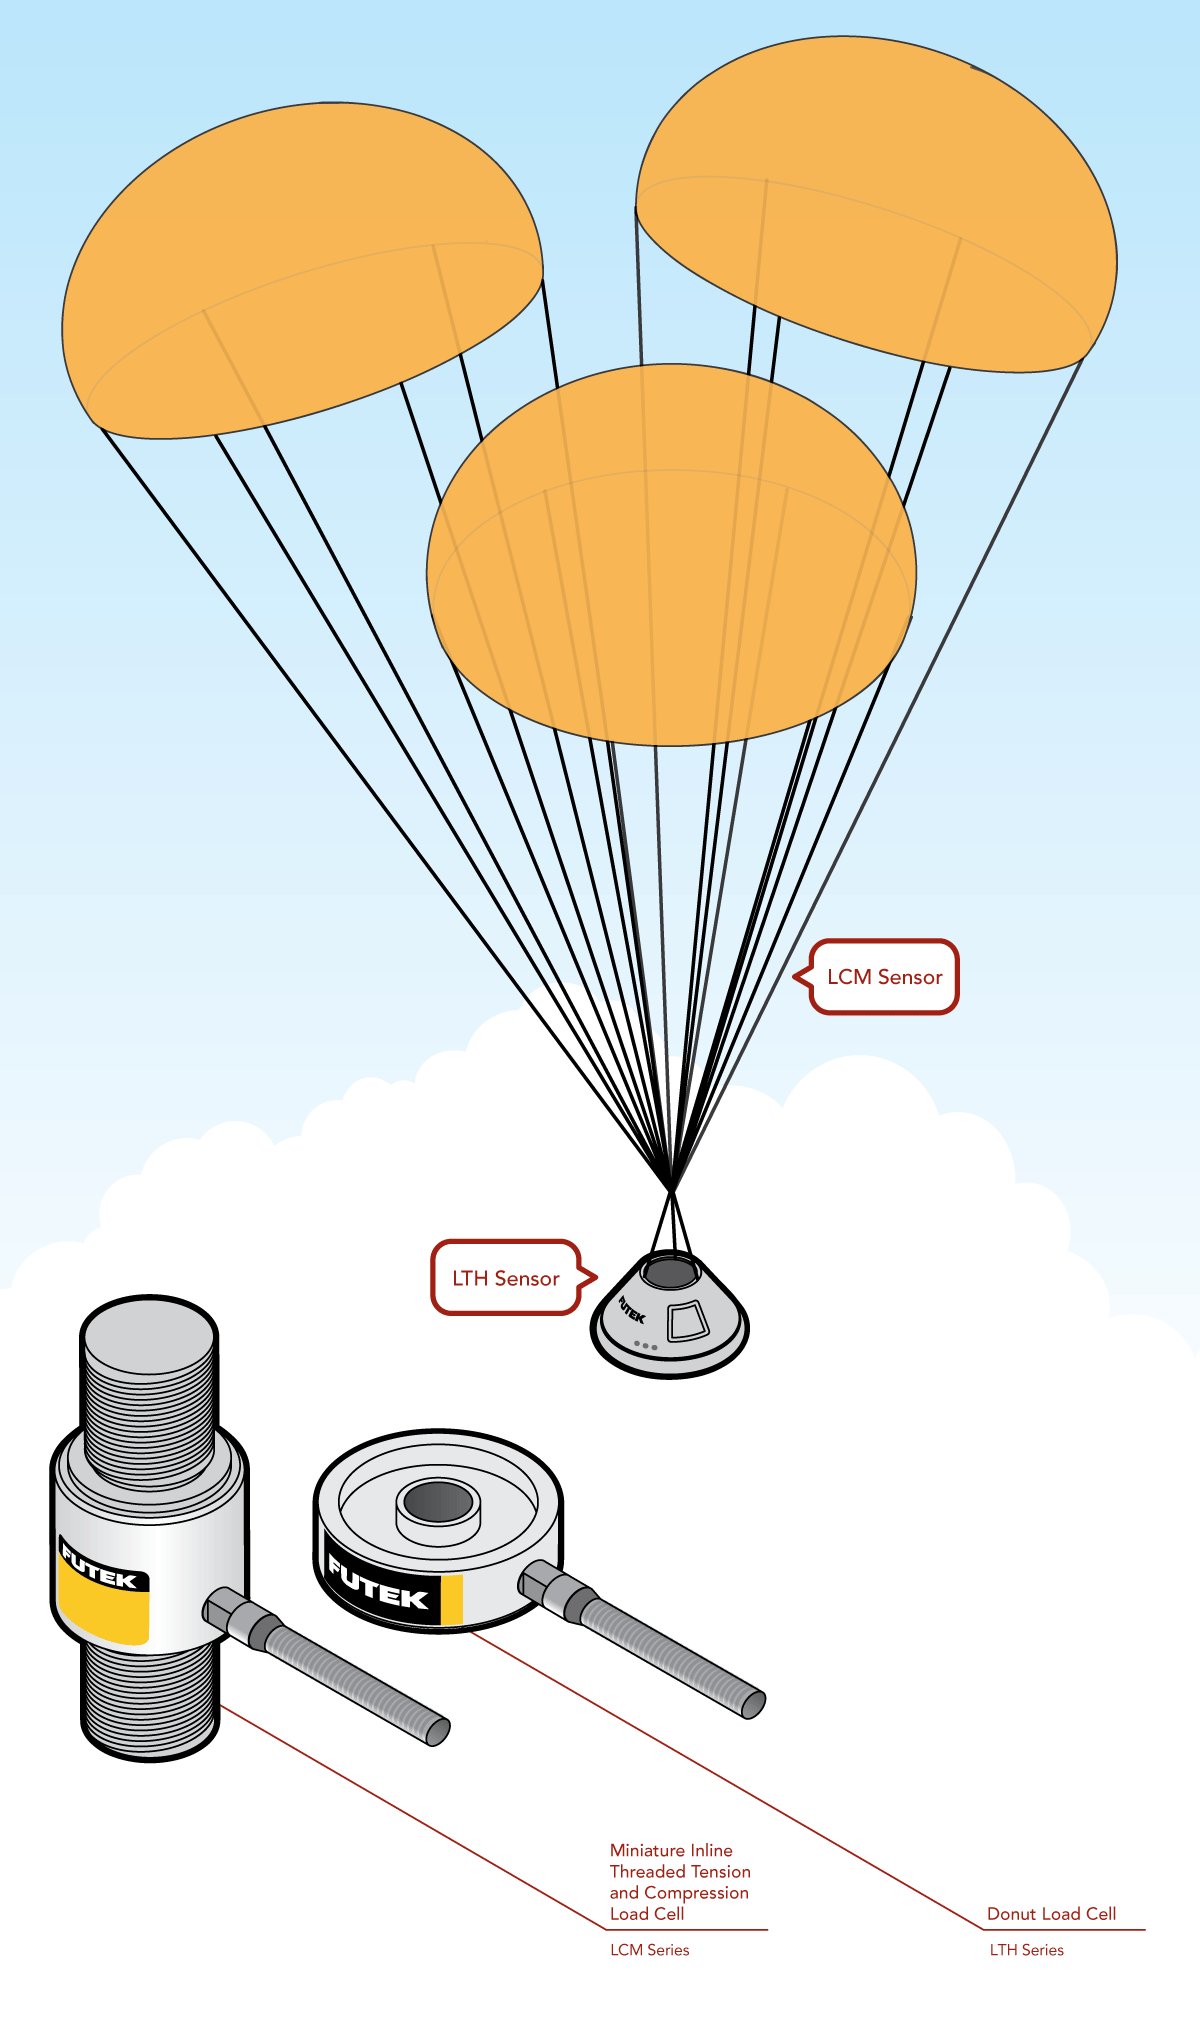 LCM Sensor
LTH Sensor
FUTEK
FUTEK
FUTEK
Miniature Inline
Threaded Tension
and Compression
Load Cell
LCM Series
Donut Load Cell
LTH Series